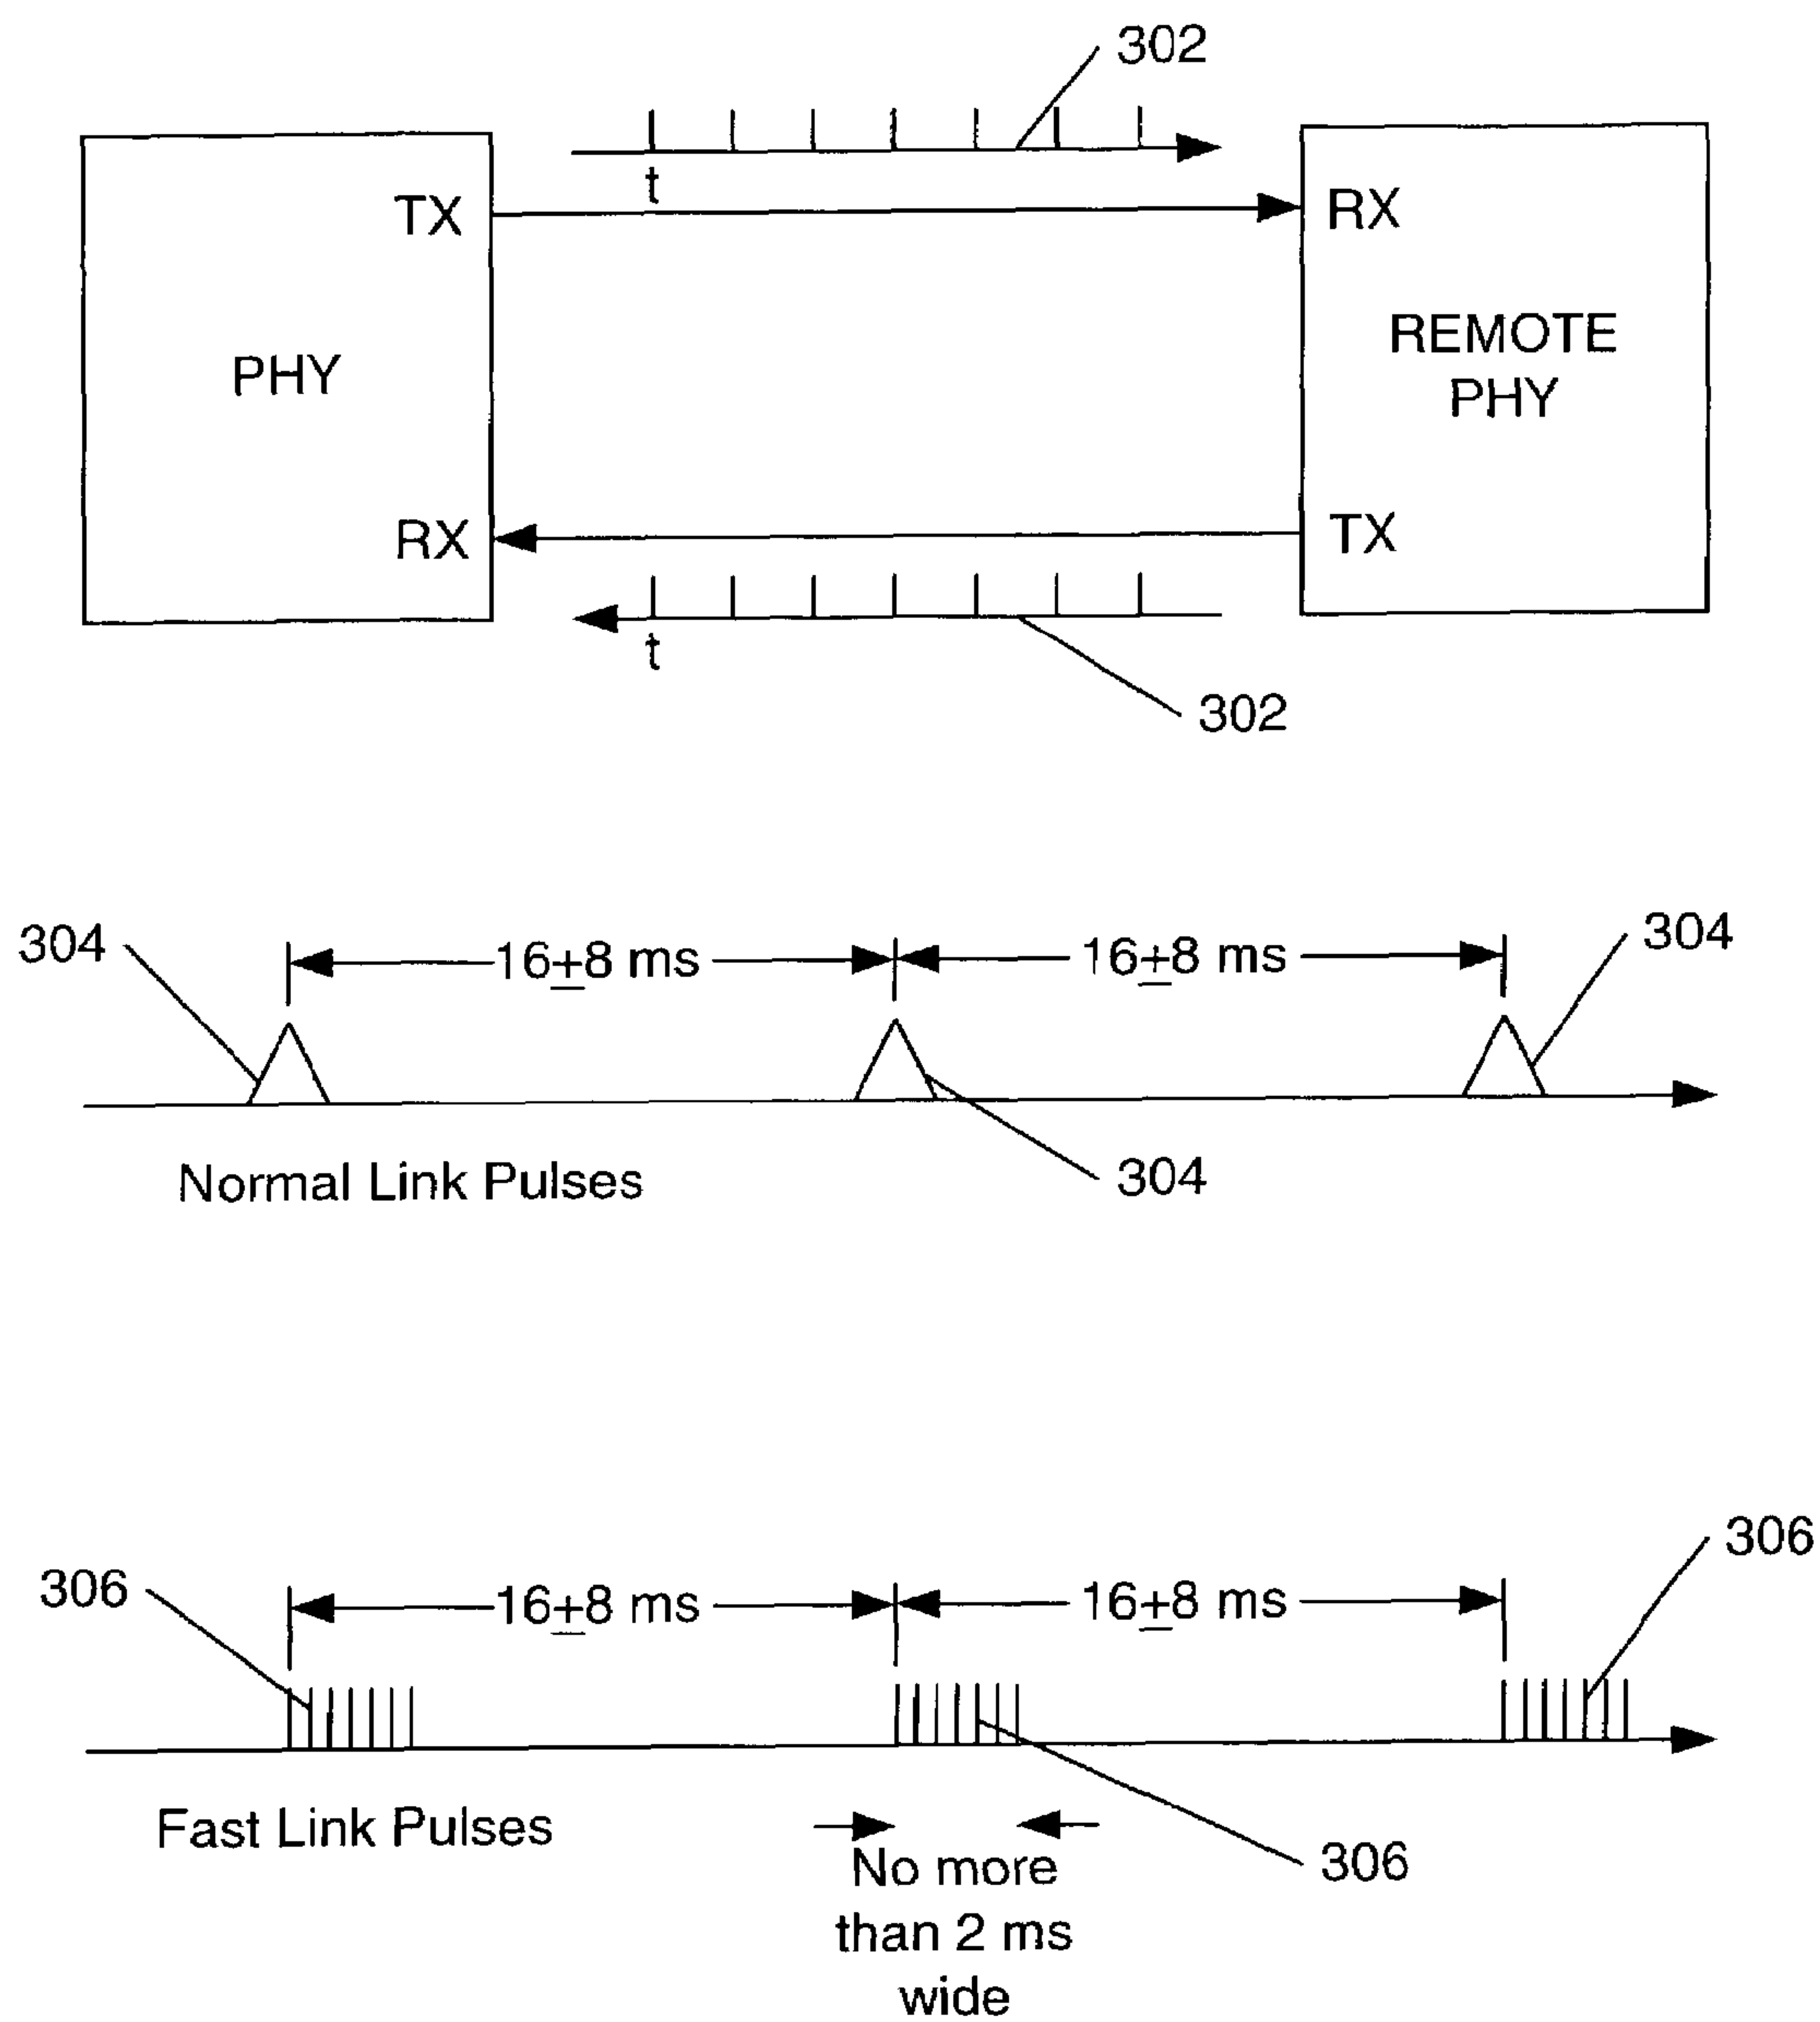 302
t
TX
RX
PHY
REMOTE
PHY
RX
TX
t
302
304
16±8 ms
16±8 ms
304
304
Normal Link Pulses
306
16±8 ms
16±8 ms
306
Fast Link Pulses
306
No more
than 2 ms
wide